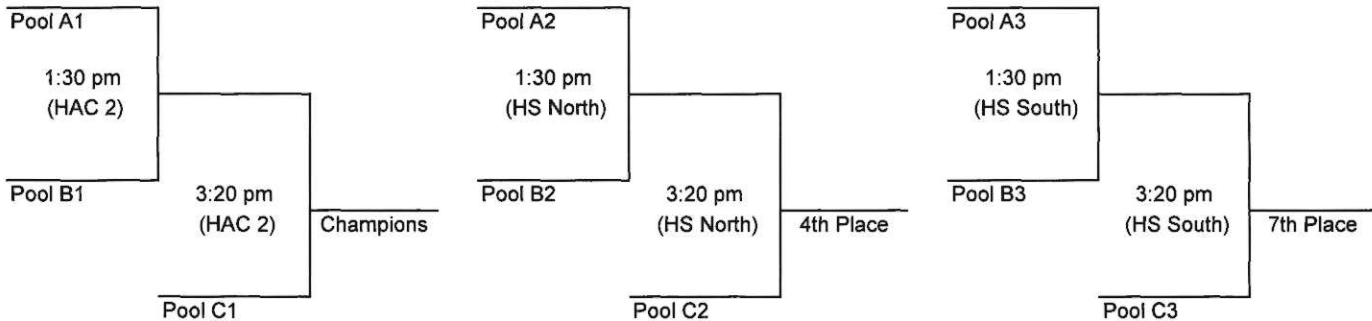 Pool A1
1:30 pm
(HAC 2)
Pool B1
3:20 pm
(HAC 2)
Champions
Pool C1
Pool A2
1:30 pm
(HS North)
Pool B2
3:20 pm
(HS North)
4th Place
Pool C2
Pool A3
1:30 pm
(HS South)
Pool B3
3:20 pm
(HS South)
7th Place
Pool C3